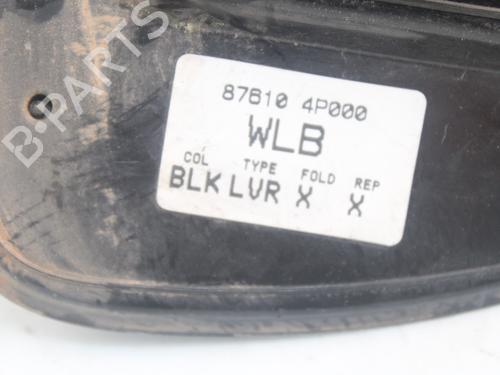 B-PARTS
87610 4P000
WLB
COL TYPE FOLD REP
BLK LVR X X